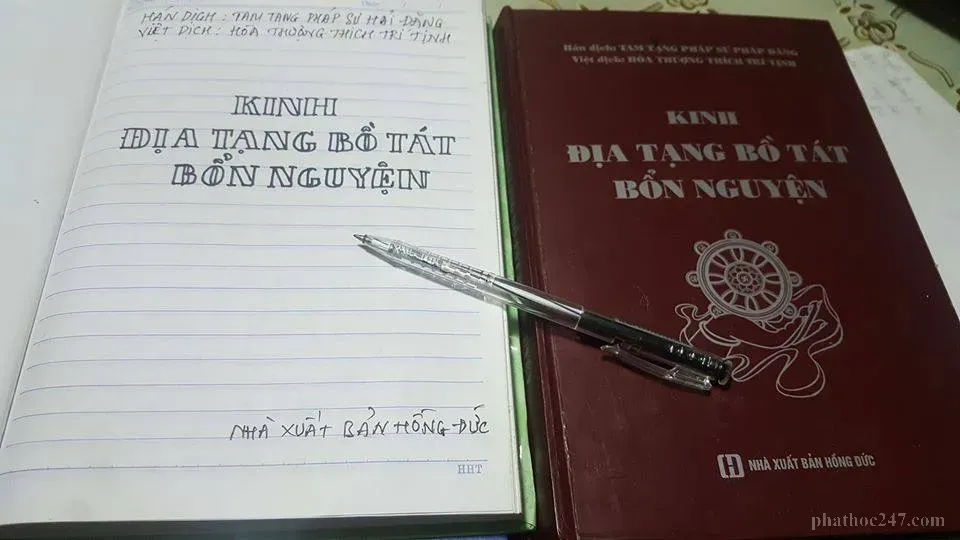 HÁN DỊCH : TAM TẠNG PHÁP SƯ HẢI ĐĂNG
VIỆT DỊCH : HÒA THƯỢNG THÍCH TRÍ TỊNH
KINH
ĐỊA TẠNG BỒ TÁT
BỔN NGUYỆN
NHÀ XUẤT BẢN HỒNG-ĐỨC
HHT
Hán dịch: TAM TẠNG PHÁP SƯ PHÁP ĐĂNG
Việt dịch: HÒA THƯỢNG THÍCH TRÍ TỊNH
KINH
ĐỊA TẠNG BỒ TÁT
BỔN NGUYỆN
NHÀ XUẤT BẢN HỒNG ĐỨC
phathoc247.com